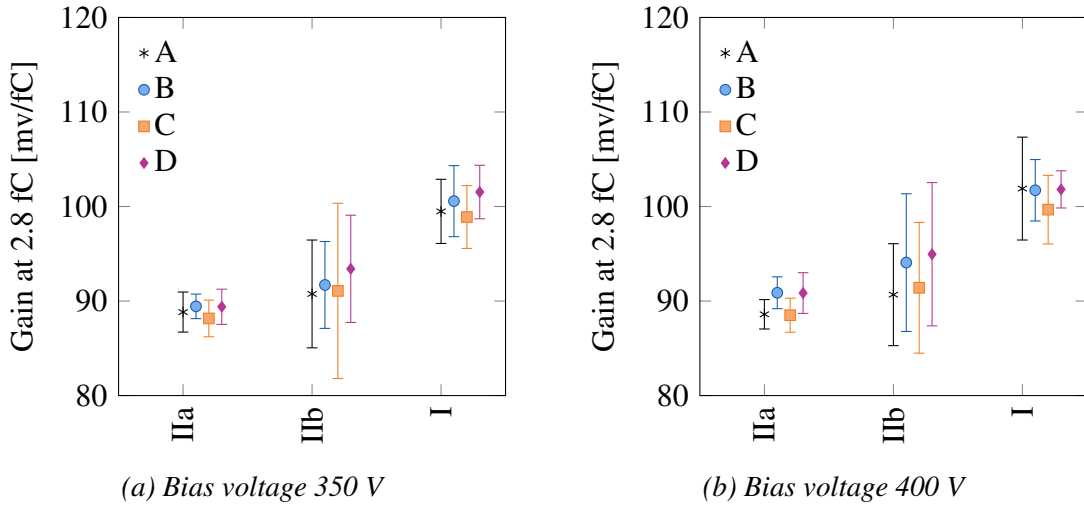 Gain at 2.8 fC [mv/fC]
120
110
100
90
80
A
B
C
D
IIa
IIb
I
(a) Bias voltage 350 V
Gain at 2.8 fC [mv/fC]
120
110
100
90
80
A
B
C
D
IIa
IIb
I
(b) Bias voltage 400 V